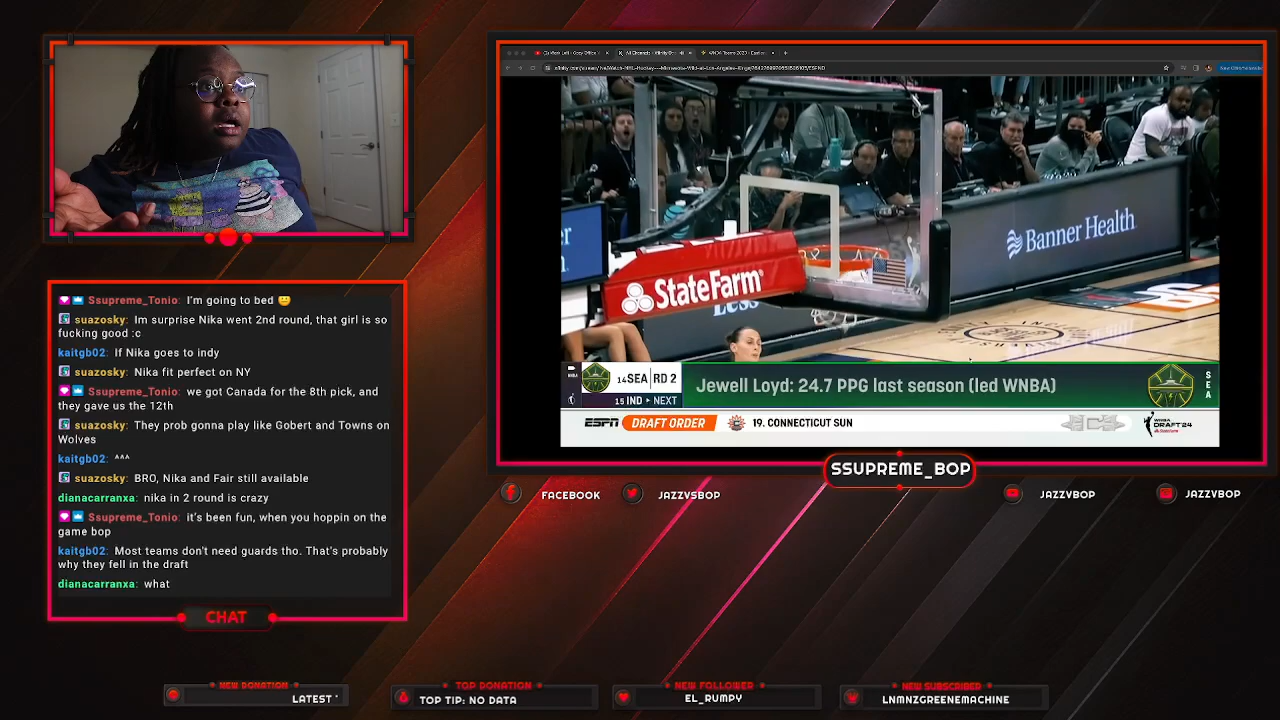 Ssupreme_Tonio: I'm going to bed
suazosky: Im surprise Nika went 2nd round, that girl is so
fucking good :c
kaitgb02: If Nika goes to indy
suazosky: Nika fit perfect on NY
Ssupreme_Tonio: we got Canada for the 8th pick, and
they gave us the 12th
suazosky: They prob gonna play like Gobert and Towns on
Wolves
kaitgb02: ^^^
suazosky: BRO, Nika and Fair still available
dianacarranxa: nika in 2 round is crazy
Ssupreme_Tonio: it's been fun, when you hoppin on the
game bop
kaitgb02: Most teams don't need guards tho. That's probably
why they fell in the draft
dianacarranxa: what
CHAT
Banner Health
StateFarm
Less
14 SEA RD 2
15 IND ▸ NEXT
Jewell Loyd: 24.7 PPG last season (led WNBA)
SEA
ESPN DRAFT ORDER 19. CONNECTICUT SUN
WNBA DRAFT'24
SSUPREME_BOP
FACEBOOK JAZZVSBOP JAZZVBOP JAZZVBOP
NEW DONATION
LATEST
TOP DONATION
TOP TIP: NO DATA
NEW FOLLOWER
EL_RUMPY
NEW SUBSCRIBER
LNMNZGREENEMACHINE